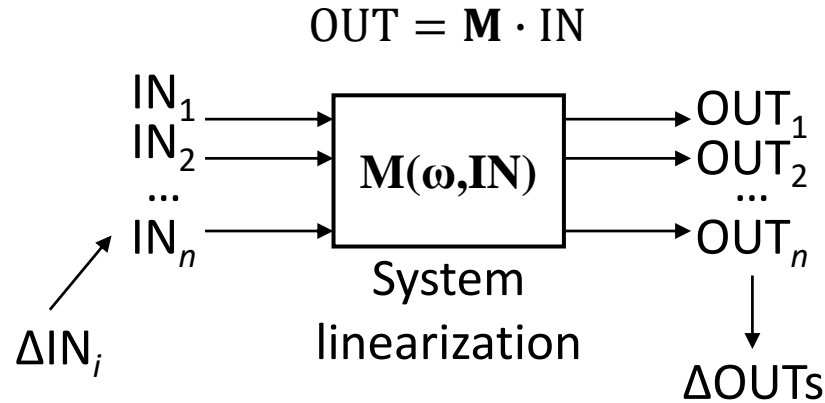 OUT = M · IN
IN₁
IN₂
...
INₙ
M(ω,IN)
OUT₁
OUT₂
...
OUTₙ
System
linearization
ΔINᵢ
ΔOUTs